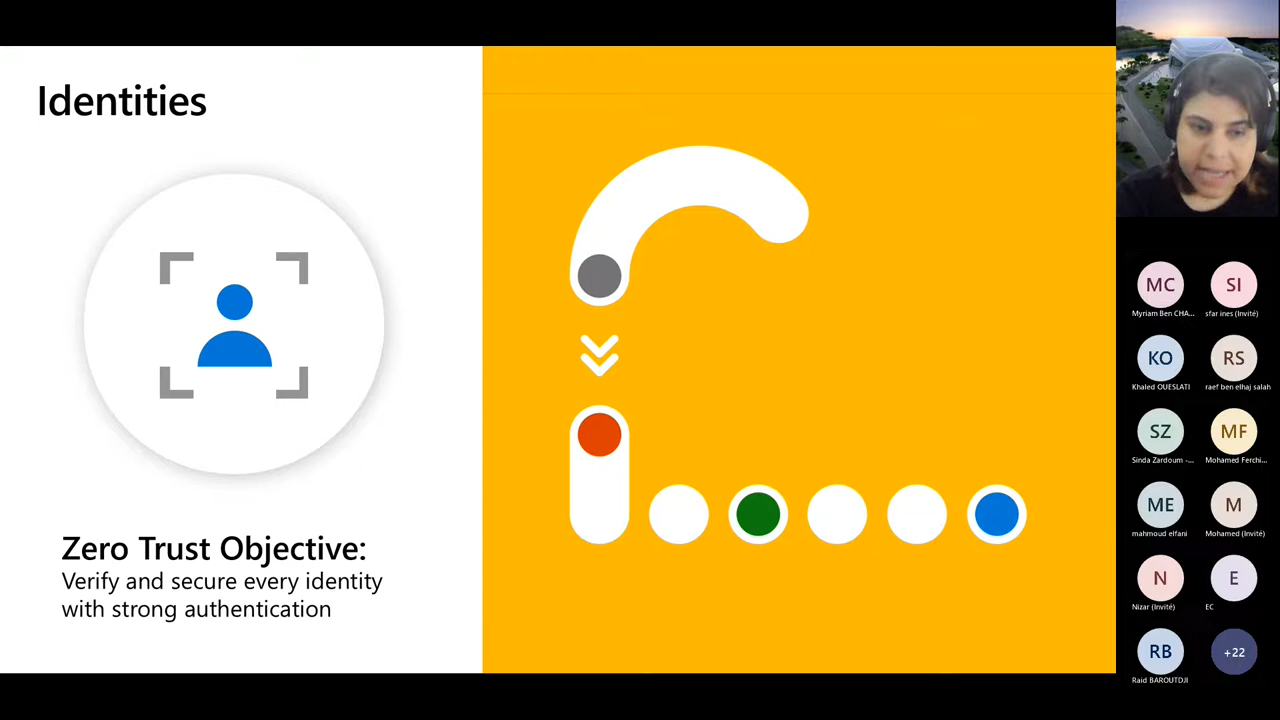 Identities
Zero Trust Objective:
Verify and secure every identity
with strong authentication
MC
SI
Myriam Ben CHA...
sfar ines (Invité)
KO
RS
Khaled OUESLATI
raef ben elhaj salah
SZ
MF
Sinda Zardoum -...
Mohamed Ferchi...
ME
M
mahmoud elfani
Mohamed (Invité)
N
E
Nizar (Invité)
EC
RB
+22
Raid BAROUTDJI